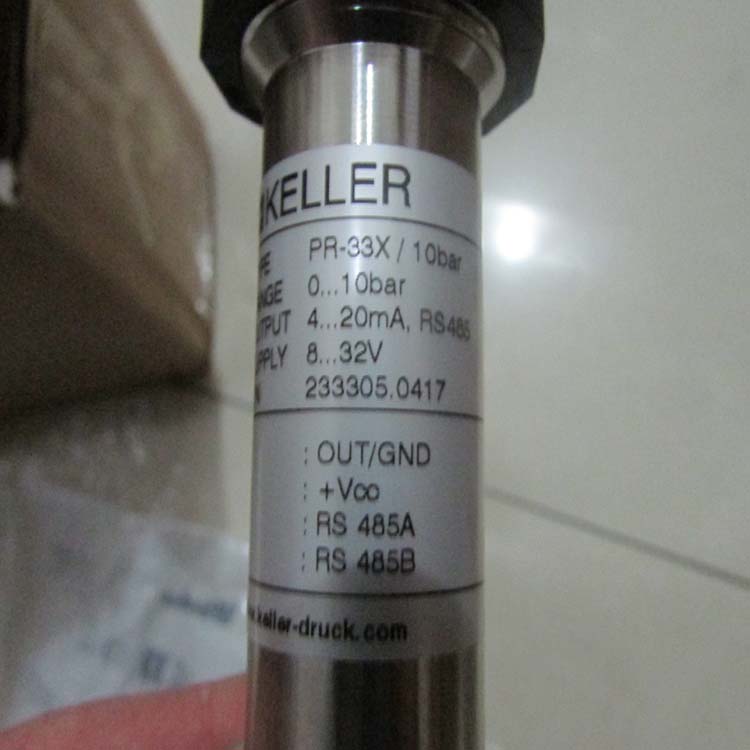 KELLER
PR-33X / 10bar
0...10bar
4...20mA, RS485
8...32V
233305.0417
: OUT/GND
: +Vcc
: RS 485A
: RS 485B
keller-druck.com